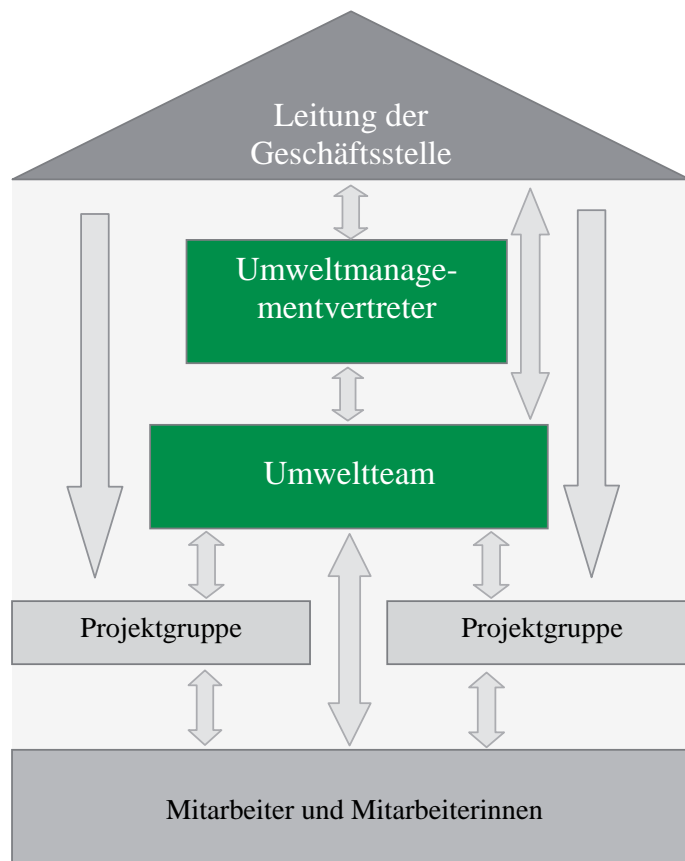 Leitung der
Geschäftsstelle
Umweltmanage-
mentvertreter
Umweltteam
Projektgruppe
Projektgruppe
Mitarbeiter und Mitarbeiterinnen